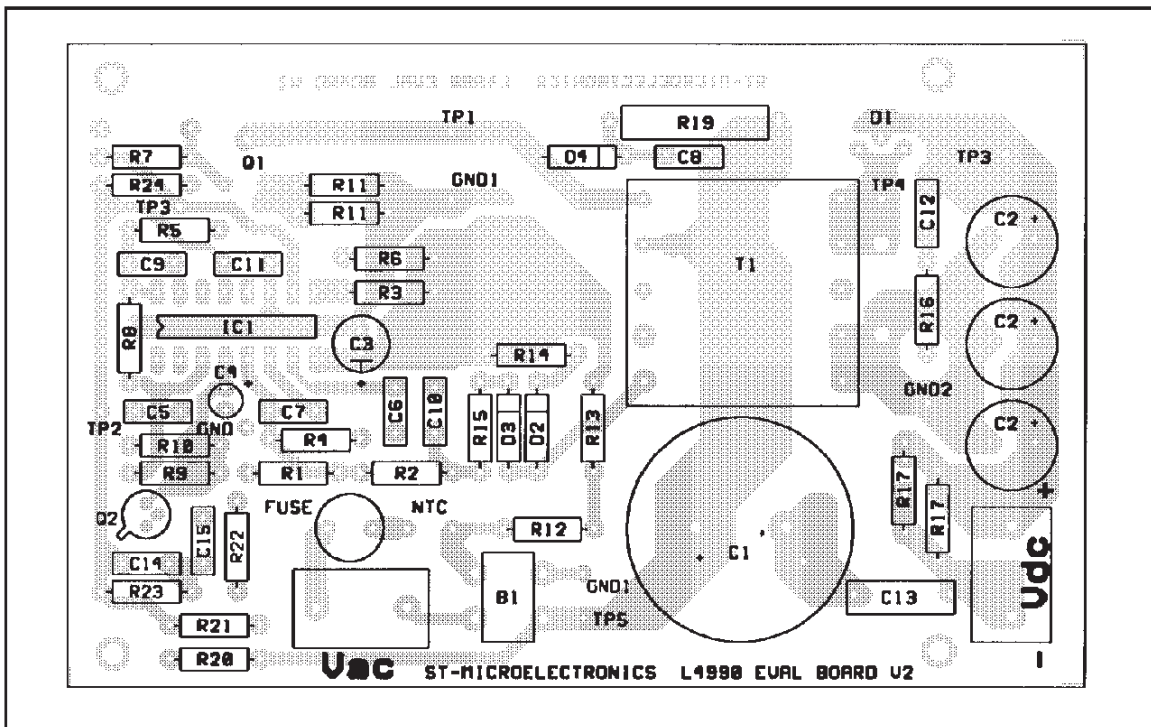 TP1
R19
D1
R7
Q1
D4
C8
TP3
R24
R11
GND1
TP4
TP3
R11
C12
C2 +
R5
C9
C11
R6
T1
R3
R16
R8
IC1
C3
C2 +
R14
C4
+
+
GND2
C5
C7
C6
C10
R15
D3
D2
R13
C2 +
TP2
GND
R10
R4
R9
R1
R2
R17
R17
+
FUSE
NTC
Q2
C15
R22
R12
C1
+
-
C14
B1
GND1
Vdc
R23
C13
TP5
R21
R20
Vac
ST-MICROELECTRONICS L4990 EVAL BOARD V2
-